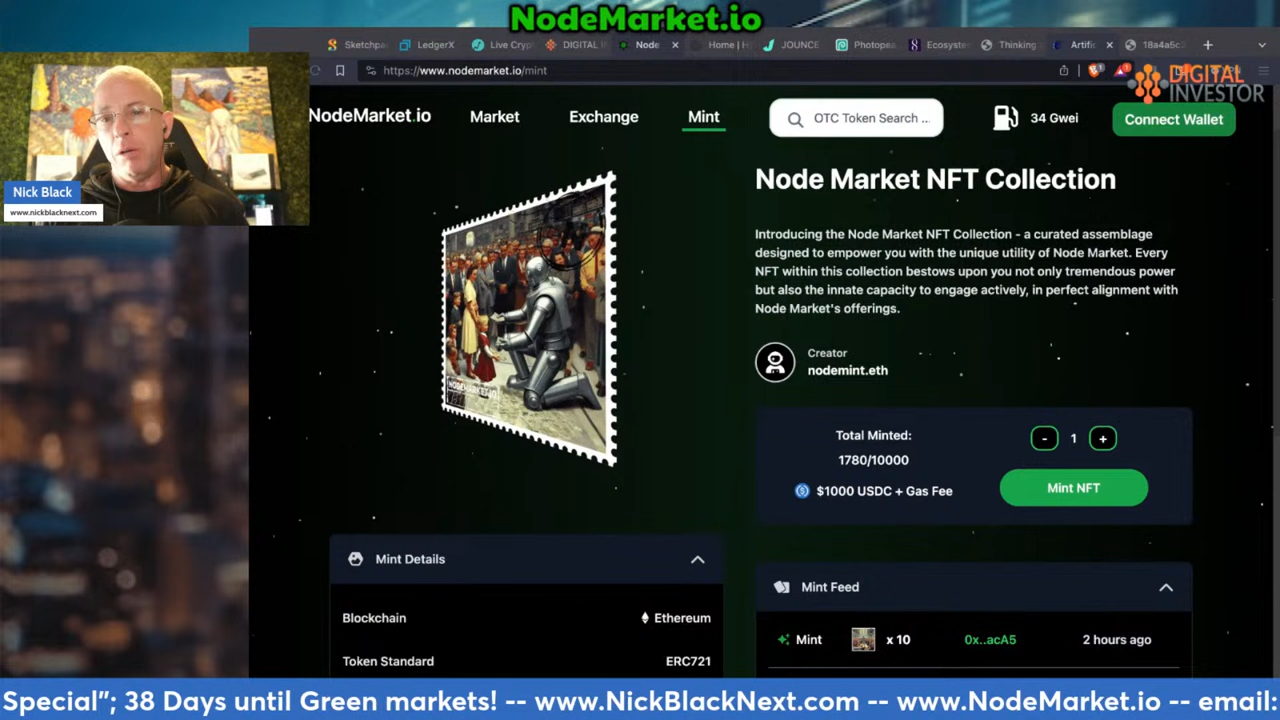 NodeMarket.io
Sketchpa
LedgerX
Live Cryp
DIGITAL I
Node
Home | H
JOUNCE
Photopea
Ecosyste
Thinking
Artific
18a4a5c
https://www.nodemarket.io/mint
DIGITAL
INVESTOR
NodeMarket.io
Market
Exchange
Mint
OTC Token Search ...
34 Gwei
Connect Wallet
Nick Black
www.nickblacknext.com
Node Market NFT Collection
Introducing the Node Market NFT Collection - a curated assemblage
designed to empower you with the unique utility of Node Market. Every
NFT within this collection bestows upon you not only tremendous power
but also the innate capacity to engage actively, in perfect alignment with
Node Market's offerings.
Creator
nodemint.eth
NODEMARKET.IO
Total Minted:
1780/10000
- 1 +
$1000 USDC + Gas Fee
Mint NFT
Mint Details
Blockchain
Ethereum
Token Standard
ERC721
Mint Feed
Mint
x 10
0x..acA5
2 hours ago
Special”; 38 Days until Green markets! -- www.NickBlackNext.com -- www.NodeMarket.io -- email: